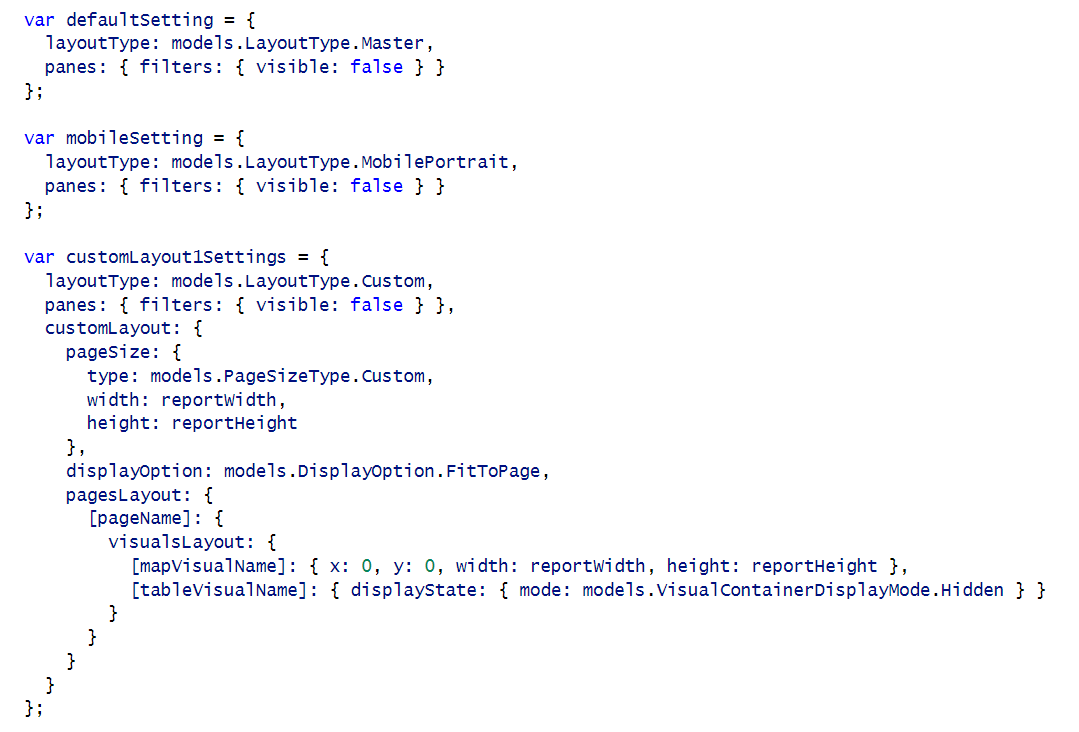 var defaultSetting = {
  layoutType: models.LayoutType.Master,
  panes: { filters: { visible: false } }
};

var mobileSetting = {
  layoutType: models.LayoutType.MobilePortrait,
  panes: { filters: { visible: false } }
};

var customLayout1Settings = {
  layoutType: models.LayoutType.Custom,
  panes: { filters: { visible: false } },
  customLayout: {
    pageSize: {
      type: models.PageSizeType.Custom,
      width: reportWidth,
      height: reportHeight
    },
    displayOption: models.DisplayOption.FitToPage,
    pagesLayout: {
      [pageName]: {
        visualsLayout: {
          [mapVisualName]: { x: 0, y: 0, width: reportWidth, height: reportHeight },
          [tableVisualName]: { displayState: { mode: models.VisualContainerDisplayMode.Hidden } }
        }
      }
    }
  }
};